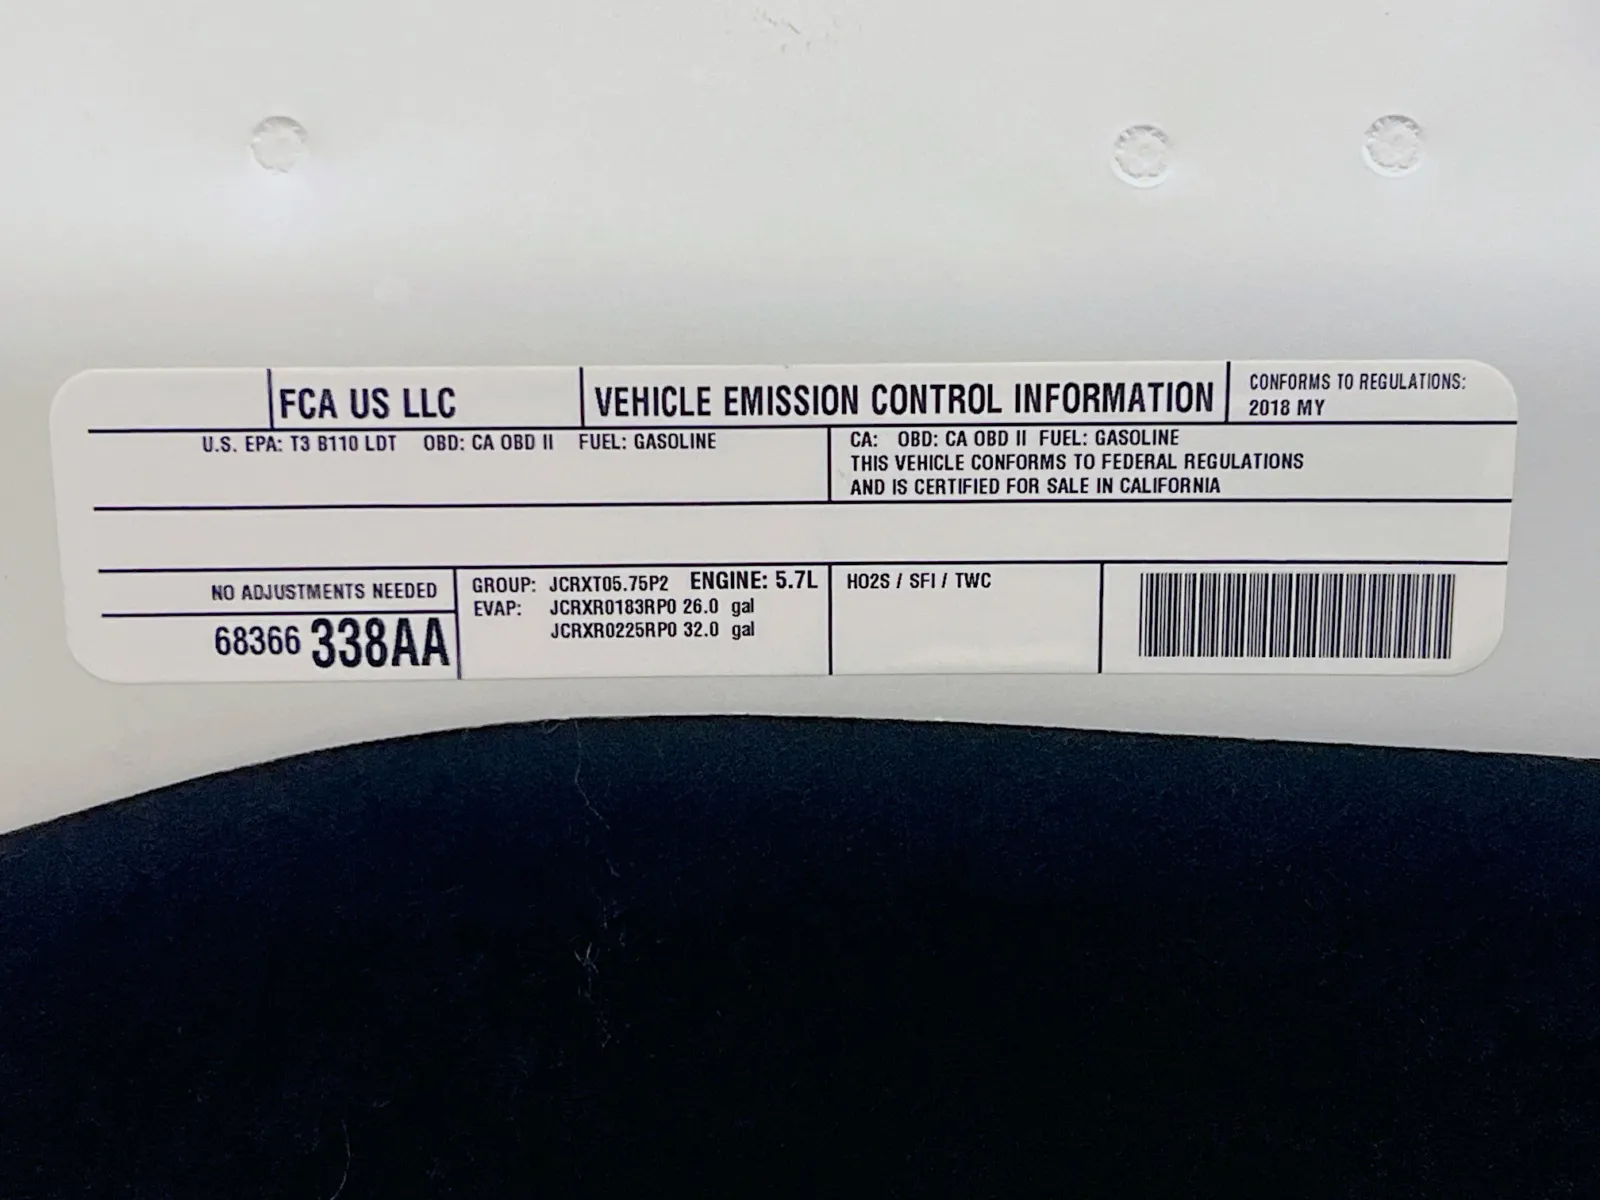 FCA US LLC
VEHICLE EMISSION CONTROL INFORMATION
CONFORMS TO REGULATIONS:
2018 MY
U.S. EPA: T3 B110 LDT OBD: CA OBD II FUEL: GASOLINE
CA: OBD: CA OBD II FUEL: GASOLINE
THIS VEHICLE CONFORMS TO FEDERAL REGULATIONS
AND IS CERTIFIED FOR SALE IN CALIFORNIA
NO ADJUSTMENTS NEEDED
68366 338AA
GROUP: JCRXT05.75P2 ENGINE: 5.7L
EVAP: JCRXR0183RP0 26.0 gal
JCRXR0225RP0 32.0 gal
HO2S / SFI / TWC